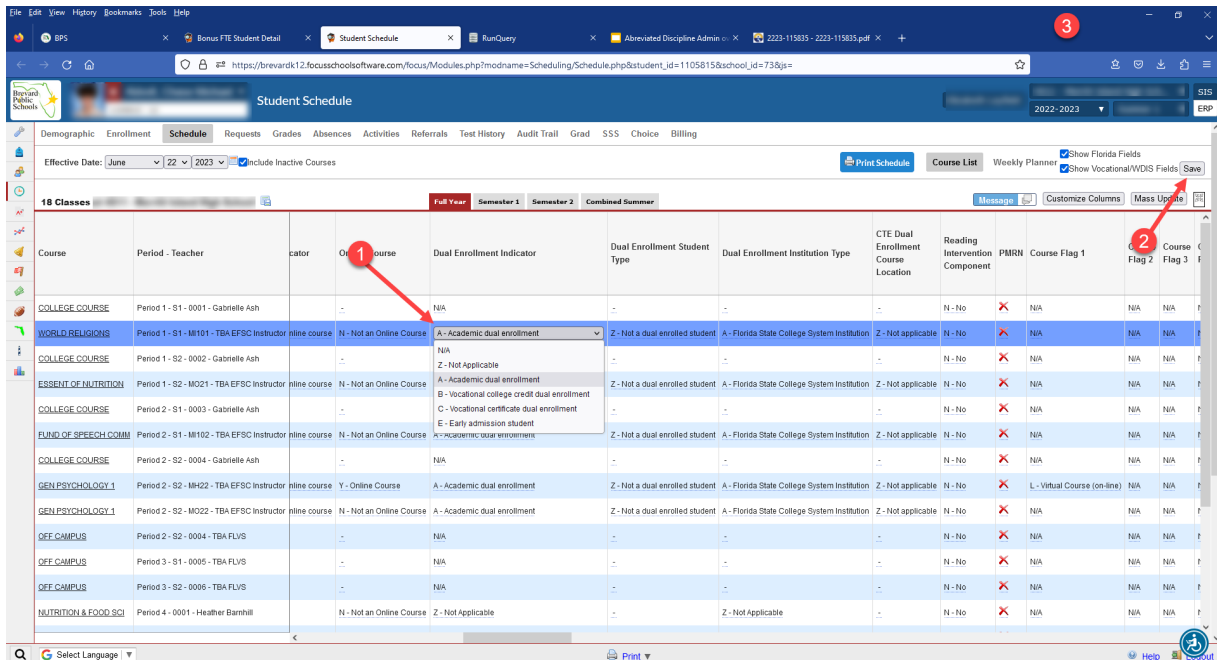 File Edit View History Bookmarks Tools Help
3
BPS Bonus FTE Student Detail Student Schedule RunQuery Abreviated Discipline Admin 2223-115835 - 2223-115835.pdf
https://brevardk12.focusschoolsoftware.com/focus/Modules.php?modname=Scheduling/Schedule.php&student_id=1105815&school_id=73&js=
Brevard Public Schools
Student Schedule
SIS
2022-2023 ERP
Demographic Enrollment Schedule Requests Grades Absences Activities Referrals Test History Audit Trail Grad SSS Choice Billing
Effective Date: June 22 2023 Include Inactive Courses Print Schedule Course List Weekly Planner Show Florida Fields
Show Vocational/WDIS Fields Save
18 Classes Full Year Semester 1 Semester 2 Combined Summer Message Customize Columns Mass Update
1 2
Course Period - Teacher cator Dual Enrollment Indicator Dual Enrollment Student Type Dual Enrollment Institution Type CTE Dual Enrollment Course Location Reading Intervention Component PMRN Course Flag 1 Flag 2 Course Flag 3
COLLEGE COURSE Period 1 - S1 - 0001 - Gabrielle Ash - N/A - - - N - No N/A N/A N/A
WORLD RELIGIONS Period 1 - S1 - MI101 - TBA EFSC Instructor nline course N - Not an Online Course A - Academic dual enrollment Z - Not a dual enrolled student A - Florida State College System Institution Z - Not applicable N - No N/A N/A N/A
N/A
COLLEGE COURSE Period 1 - S2 - 0002 - Gabrielle Ash - Z - Not Applicable - - - N - No N/A N/A N/A
ESSENT OF NUTRITION Period 1 - S2 - MO21 - TBA EFSC Instructor nline course N - Not an Online Course A - Academic dual enrollment Z - Not a dual enrolled student A - Florida State College System Institution Z - Not applicable N - No N/A N/A N/A
B - Vocational college credit dual enrollment
COLLEGE COURSE Period 2 - S1 - 0003 - Gabrielle Ash - C - Vocational certificate dual enrollment - - - N - No N/A N/A N/A
E - Early admission student
FUND OF SPEECH COMM Period 2 - S1 - MI102 - TBA EFSC Instructor nline course N - Not an Online Course A - Academic dual enrollment Z - Not a dual enrolled student A - Florida State College System Institution Z - Not applicable N - No N/A N/A N/A
COLLEGE COURSE Period 2 - S2 - 0004 - Gabrielle Ash - N/A - - - N - No N/A N/A N/A
GEN PSYCHOLOGY 1 Period 2 - S2 - MH22 - TBA EFSC Instructor nline course Y - Online Course A - Academic dual enrollment Z - Not a dual enrolled student A - Florida State College System Institution Z - Not applicable N - No L - Virtual Course (on-line) N/A N/A
GEN PSYCHOLOGY 1 Period 2 - S2 - MO22 - TBA EFSC Instructor nline course N - Not an Online Course A - Academic dual enrollment Z - Not a dual enrolled student A - Florida State College System Institution Z - Not applicable N - No N/A N/A N/A
OFF CAMPUS Period 2 - S2 - 0004 - TBA FLVS - N/A - - - N - No N/A N/A N/A
OFF CAMPUS Period 3 - S1 - 0005 - TBA FLVS - N/A - - - N - No N/A N/A N/A
OFF CAMPUS Period 3 - S2 - 0006 - TBA FLVS - N/A - - - N - No N/A N/A N/A
NUTRITION & FOOD SCI Period 4 - 0001 - Heather Barnhill N - Not an Online Course Z - Not Applicable - Z - Not Applicable - N - No N/A N/A N/A
Select Language Print Help